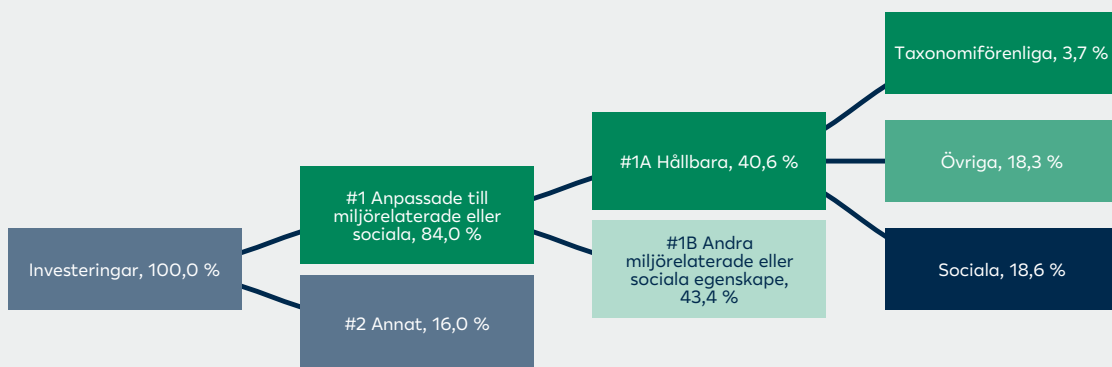 Investeringar, 100,0 %
#1 Anpassade till
miljörelaterade eller
sociala, 84,0 %
#2 Annat, 16,0 %
#1A Hållbara, 40,6 %
#1B Andra
miljörelaterade eller
sociala egenskape,
43,4 %
Taxonomiförenliga, 3,7 %
Övriga, 18,3 %
Sociala, 18,6 %